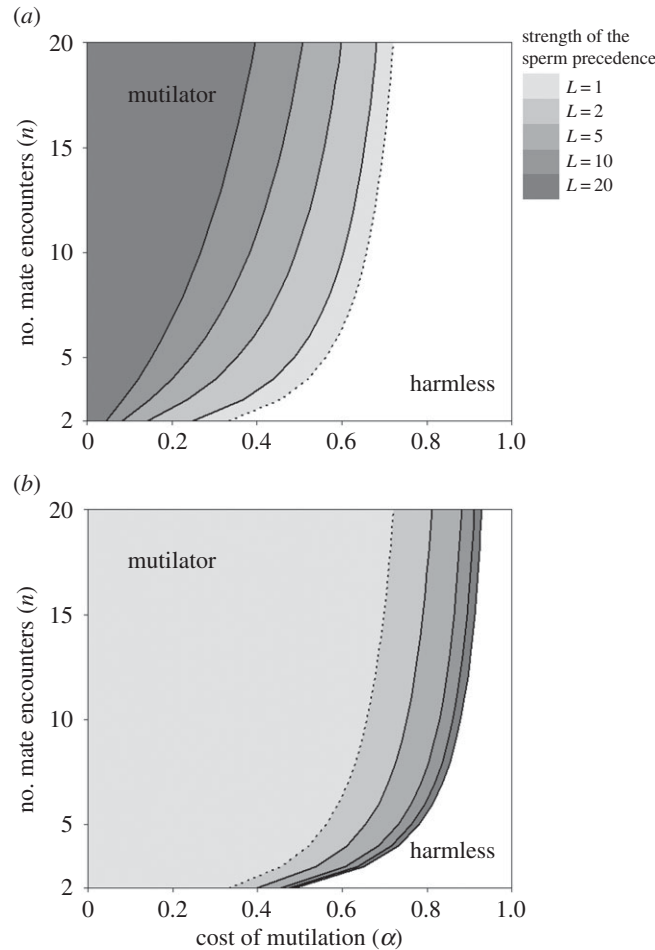 (a)
20
15
10
5
2
no. mate encounters (n)
mutilator
harmless
0
0.2
0.4
0.6
0.8
1.0
strength of the
sperm precedence
L = 1
L = 2
L = 5
L = 10
L = 20
(b)
20
15
10
5
2
no. mate encounters (n)
mutilator
harmless
0
0.2
0.4
0.6
0.8
1.0
cost of mutilation (α)